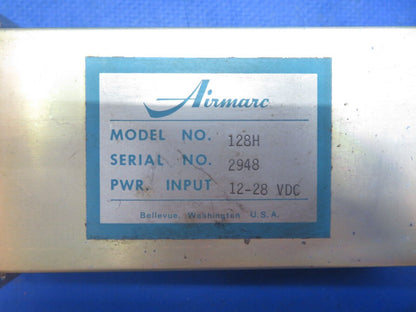 Airmarc
MODEL NO. 128H
SERIAL NO. 2948
PWR. INPUT 12-28 VDC
Bellevue, Washington U.S.A.